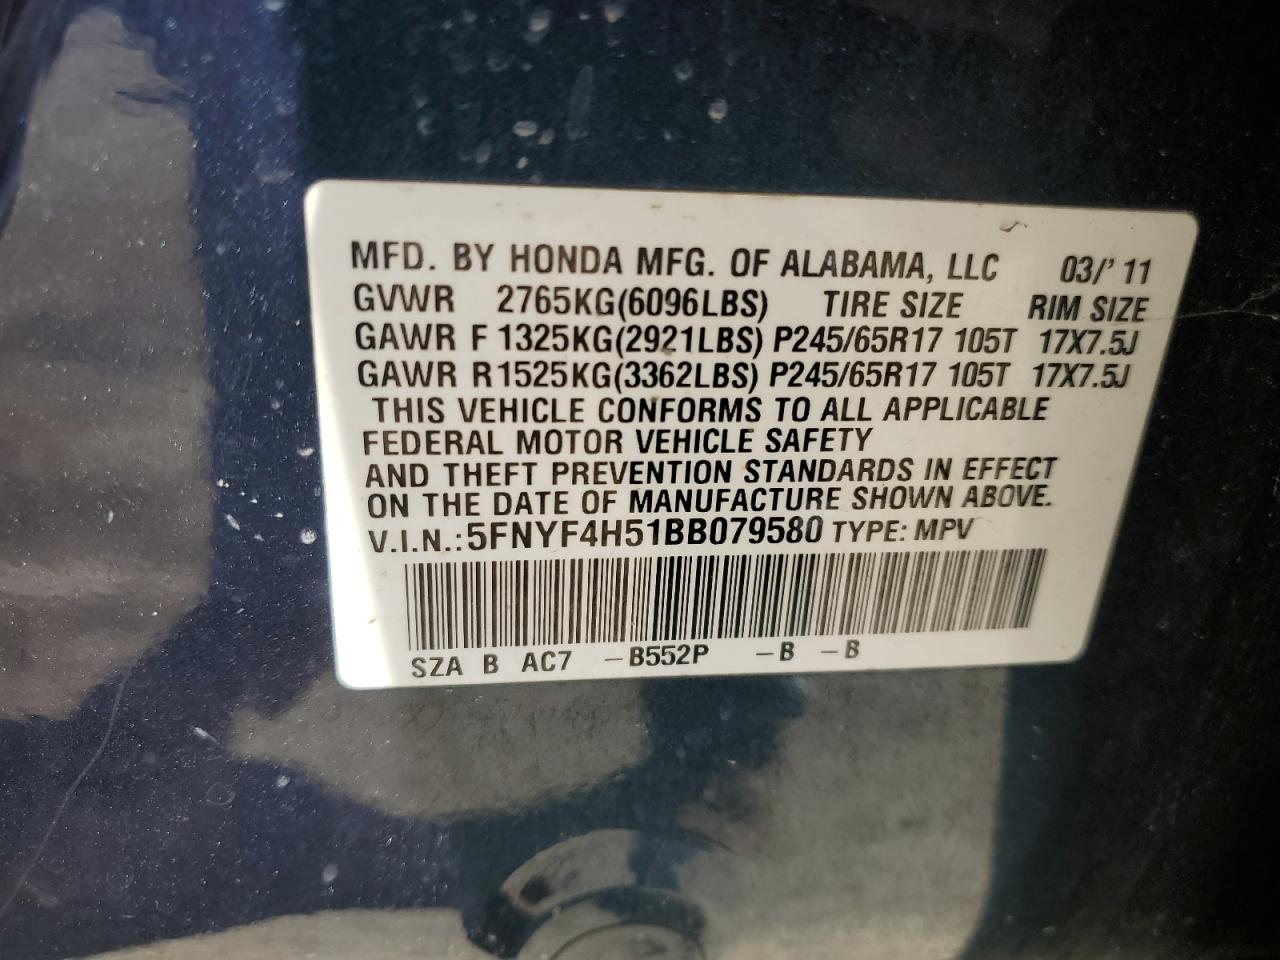 MFD. BY HONDA MFG. OF ALABAMA, LLC 03/'11
GVWR 2765KG(6096LBS) TIRE SIZE RIM SIZE
GAWR F 1325KG(2921LBS) P245/65R17 105T 17X7.5J
GAWR R 1525KG(3362LBS) P245/65R17 105T 17X7.5J
THIS VEHICLE CONFORMS TO ALL APPLICABLE
FEDERAL MOTOR VEHICLE SAFETY
AND THEFT PREVENTION STANDARDS IN EFFECT
ON THE DATE OF MANUFACTURE SHOWN ABOVE.
V.I.N.: 5FNYF4H51BB079580 TYPE: MPV
SZA B AC7 -B552P -B -B